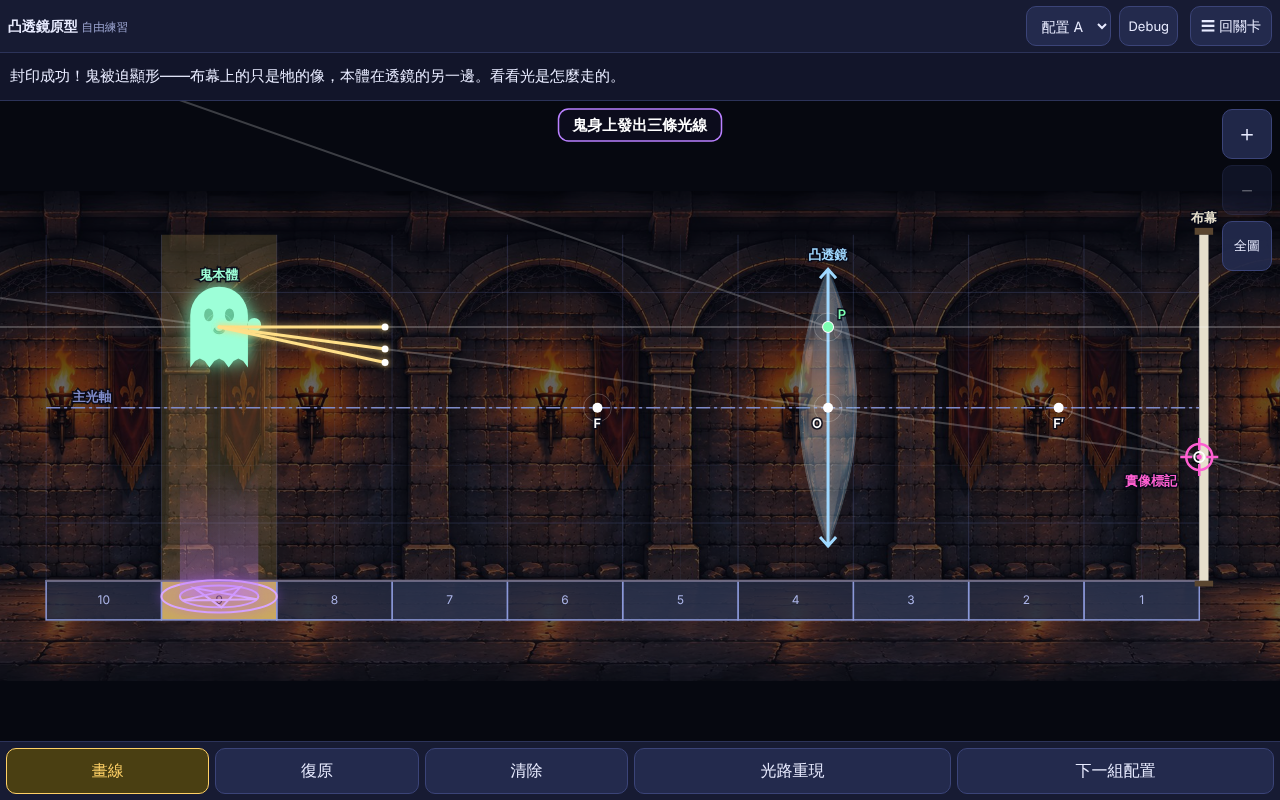 凸透鏡原型 自由練習
配置 A
Debug
☰ 回關卡
封印成功！鬼被迫顯形——布幕上的只是牠的像，本體在透鏡的另一邊。看看光是怎麼走的。
鬼身上發出三條光線
+
−
全圖
布幕
凸透鏡
鬼本體
P
主光軸
F
O
F'
實像標記
10
9
8
7
6
5
4
3
2
1
畫線
復原
清除
光路重現
下一組配置